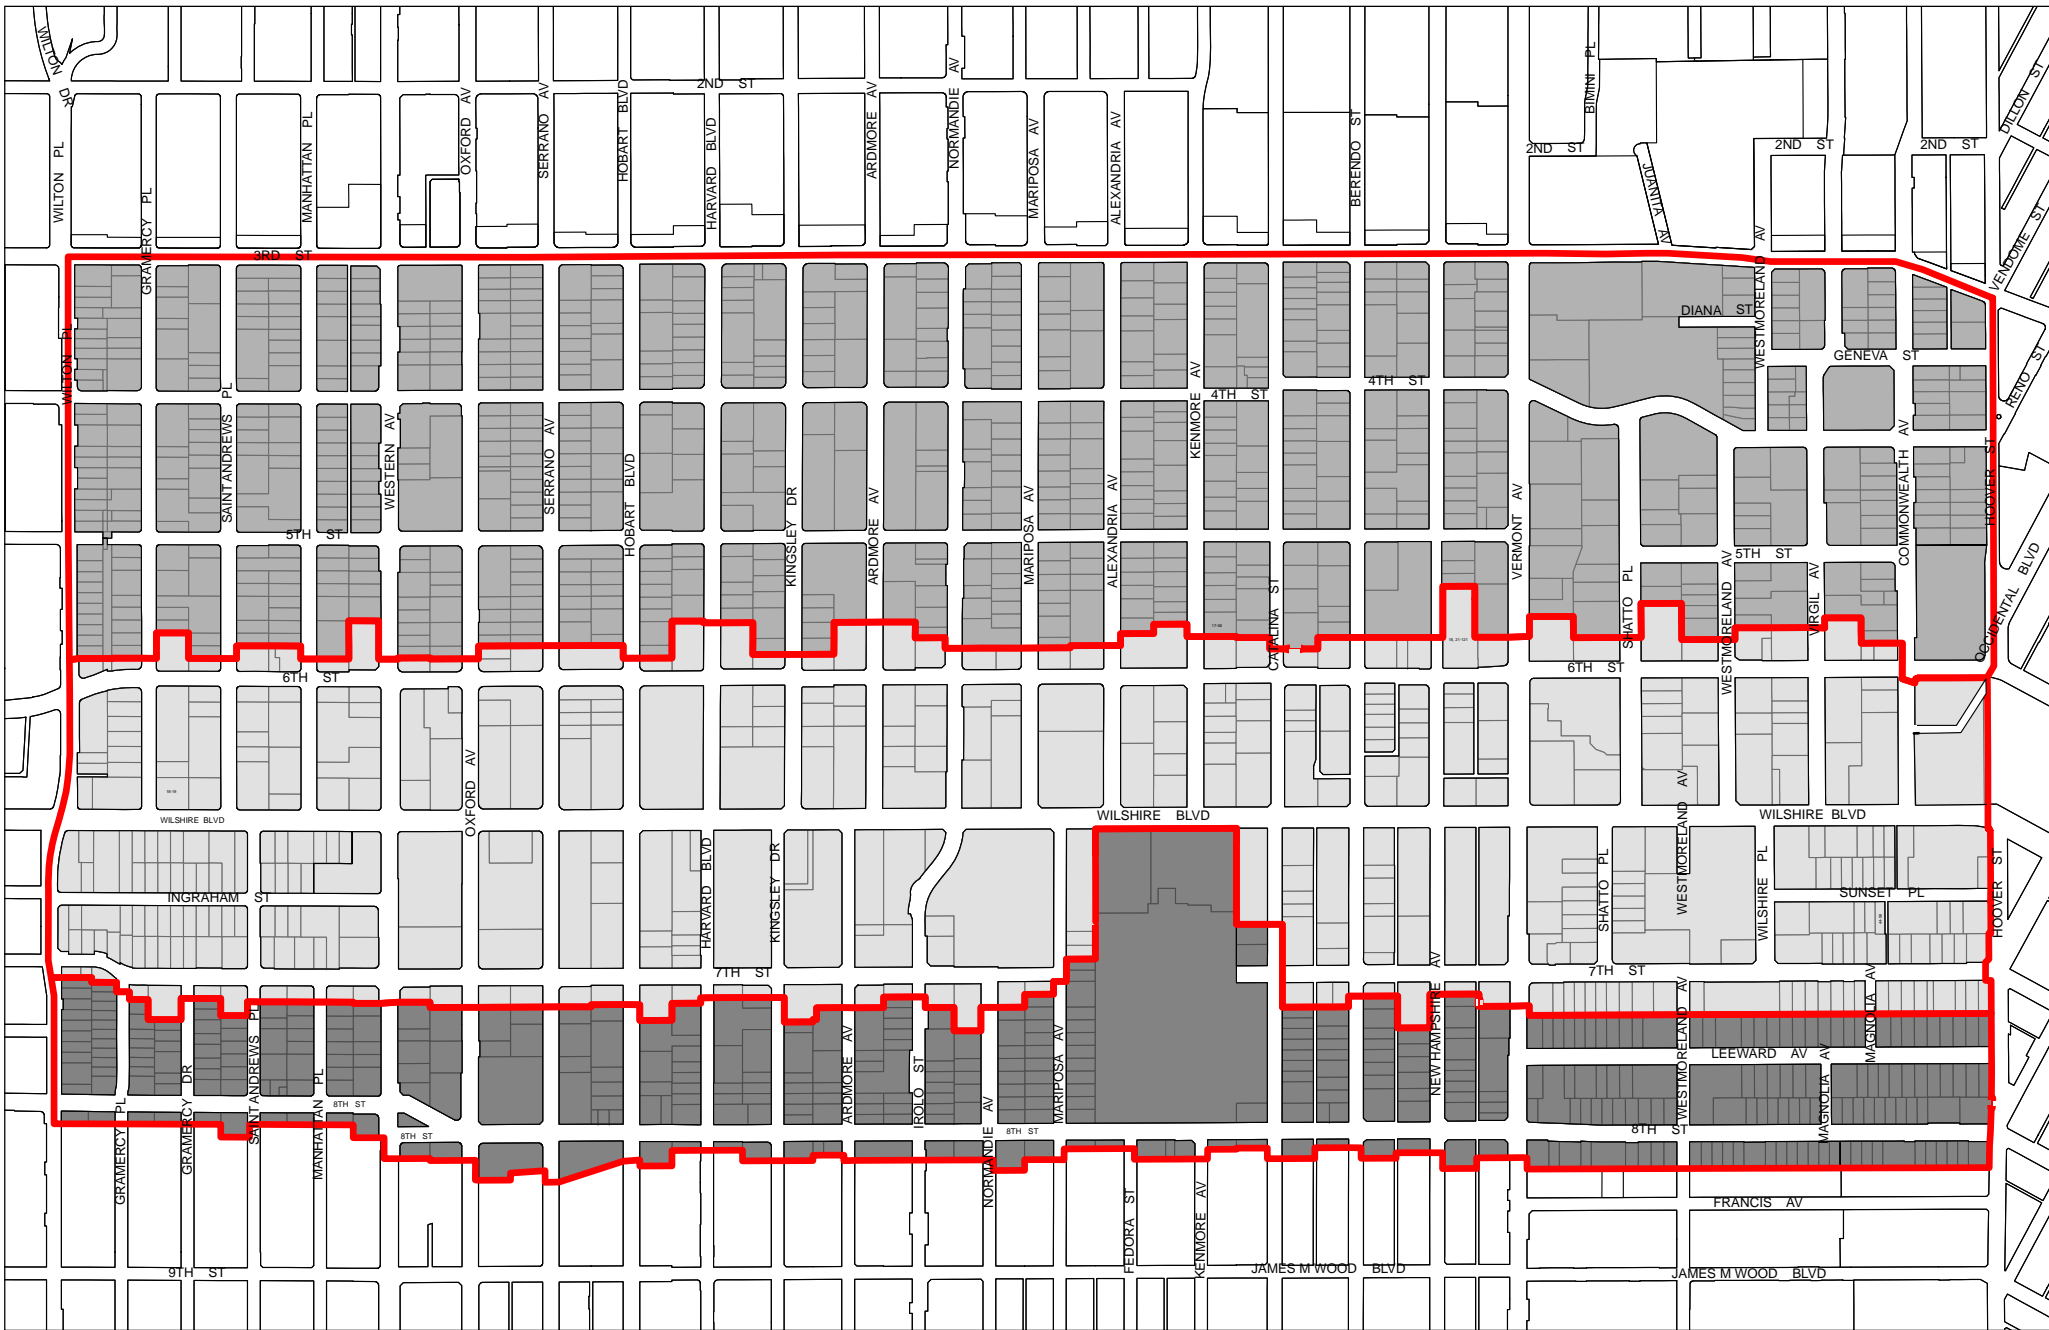 WILTON DR
2ND ST
WILTON PL
MANHATTAN PL
OXFORD AV
SERRANO AV
HOBART BLVD
HARVARD BLVD
ARDMORE AV
NORMANDIE AV
MARIPOSA AV
ALEXANDRIA AV
BERENDO ST
BIMINI PL
2ND ST
JUANITA AV
2ND ST
2ND ST
DILLON ST
VENDOME ST
GRAMERCY PL
3RD ST
WESTMORELAND AV
DIANA ST
GENEVA ST
WILTON PL
RENO ST
SAINT ANDREWS PL
WESTERN AV
SERRANO AV
HOBART BLVD
KINGSLEY DR
ARDMORE AV
MARIPOSA AV
ALEXANDRIA AV
KENMORE AV
4TH ST
4TH ST
VERMONT AV
COMMONWEALTH AV
HOOVER ST
5TH ST
5TH ST
CATALINA ST
SHATTO PL
WESTMORELAND AV
VIRGIL AV
OCCIDENTAL BLVD
17-98
6TH ST
6TH ST
OXFORD AV
WESTMORELAND AV
WILSHIRE BLVD
WILSHIRE BLVD
WILSHIRE BLVD
HARVARD BLVD
KINGSLEY DR
SHATTO PL
WILSHIRE PL
HOOVER ST
INGRAHAM ST
SUNSET PL
7TH ST
7TH ST
NEW HAMPSHIRE AV
WESTMORELAND AV
MAGNOLIA AV
LEEWARD AV
GRAMERCY PL
GRAMERCY DR
SAINT ANDREWS PL
MANHATTAN PL
8TH ST
8TH ST
ARDMORE AV
IROLO ST
NORMANDIE AV
8TH ST
MARIPOSA AV
MAGNOLIA AV
8TH ST
FEDORA ST
KENMORE AV
FRANCIS AV
9TH ST
JAMES M WOOD BLVD
JAMES M WOOD BLVD